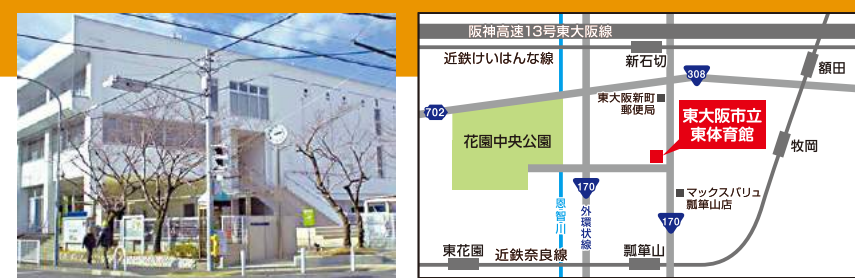 阪神高速13号東大阪線
近鉄けいはんな線
新石切
額田
308
702
東大阪新町
郵便局
東大阪市立
東体育館
花園中央公園
牧岡
170
マックスバリュ
瓢箪山店
恩智川
外環状線
170
東花園
近鉄奈良線
瓢箪山